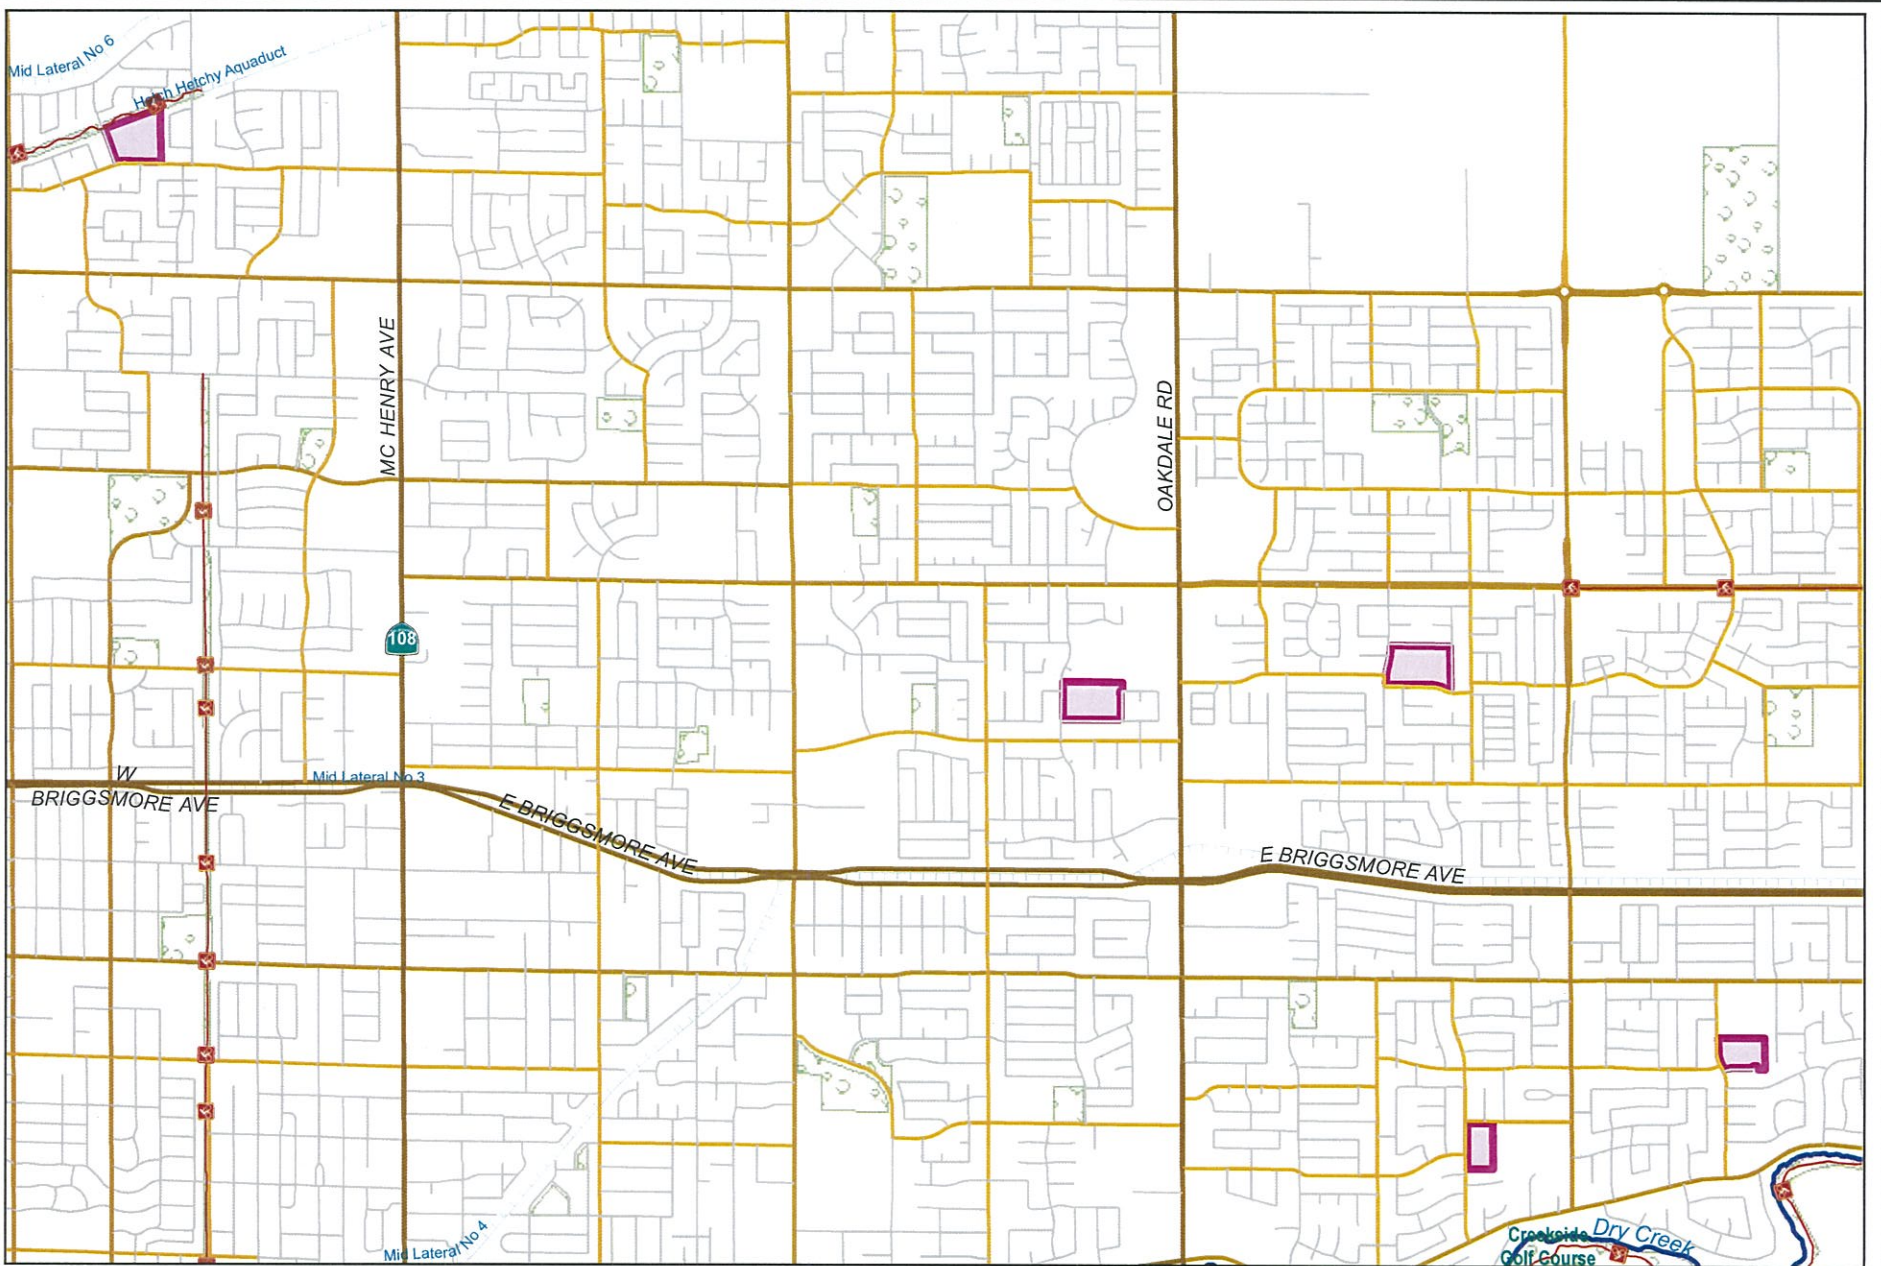 Mid Lateral No 6
Hetch Hetchy Aquaduct
MC HENRY AVE
OAKDALE RD
108
W
BRIGGSMORE AVE
Mid Lateral No 3
E BRIGGSMORE AVE
E BRIGGSMORE AVE
Mid Lateral No 4
Creekside
Golf Course
Dry Creek